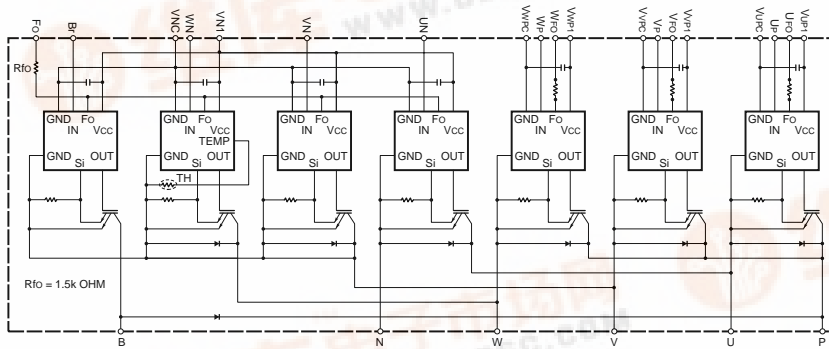 FO Br VNC WN VN1 VN UN VWPC WP WFO VWP1 VVPC VP VFO VVP1 VUPC UP UFO VUP1
Rfo
GND FO GND FO GND FO GND FO GND FO GND FO GND FO
IN VCC IN VCC IN VCC IN VCC IN VCC IN VCC IN VCC
TEMP
GND OUT GND OUT GND OUT GND OUT GND OUT GND OUT GND OUT
Si Si Si Si Si Si Si
TH
Rfo = 1.5k OHM
B N W V U P